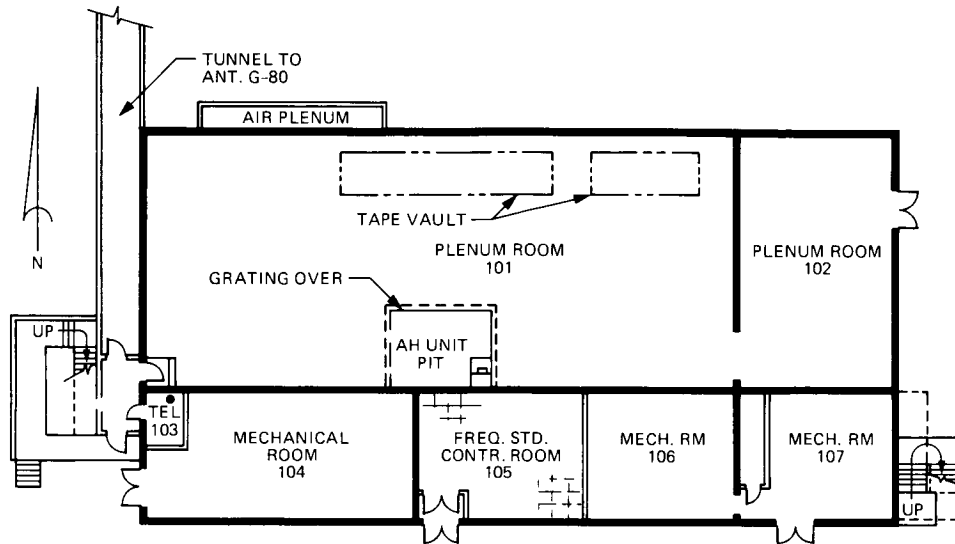 TUNNEL TO
ANT. G-80
AIR PLENUM
TAPE VAULT
PLENUM ROOM
101
PLENUM ROOM
102
N
GRATING OVER
UP
AH UNIT
PIT
TEL
103
MECHANICAL
ROOM
104
FREQ. STD.
CONTR. ROOM
105
MECH. RM
106
MECH. RM
107
UP